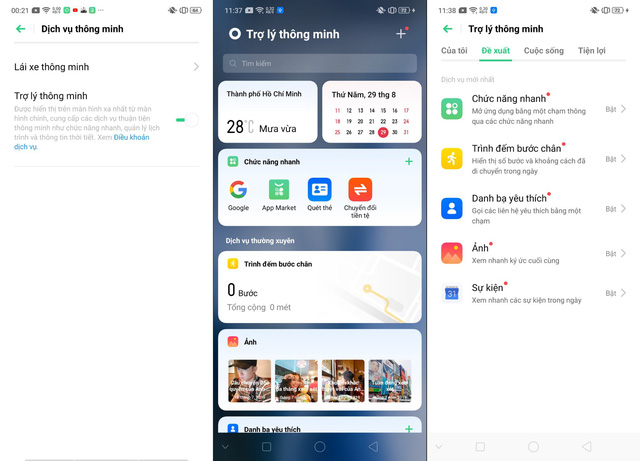 00:21
84
Dịch vụ thông minh
Lái xe thông minh
Trợ lý thông minh
Được hiển thị trên màn hình xa nhất từ màn
hình chính, cung cấp các dịch vụ thuận tiện
thông minh như chức năng nhanh, quản lý lịch
trình và thông tin thời tiết. Xem Điều khoản
dịch vụ.
11:37
73
Trợ lý thông minh
Tìm kiếm
Thành phố Hồ Chí Minh
28°C Mưa vừa
Thứ Năm, 29 thg 8
11 12 13 14 15 16 17
18 19 20 21 22 23 24
25 26 27 28 29 30 31
Chức năng nhanh
Google
App Market
Quét thẻ
Chuyển đổi
tiền tệ
Dịch vụ thường xuyên
Trình đếm bước chân
0 Bước
Tổng cộng 0 mét
Ảnh
Danh bạ yêu thích
11:38
73
Trợ lý thông minh
Của tôi
Đề xuất
Cuộc sống
Tiện lợi
Dịch vụ mới nhất
Chức năng nhanh
Mở ứng dụng bằng một chạm thông
qua các chức năng nhanh
Bật
Trình đếm bước chân
Hiển thị số bước và khoảng cách đã
di chuyển trong ngày
Bật
Danh bạ yêu thích
Gọi các liên hệ yêu thích bằng một
chạm
Bật
Ảnh
Xem nhanh ký ức cuối cùng
Bật
31
Sự kiện
Xem nhanh các sự kiện trong ngày
Bật